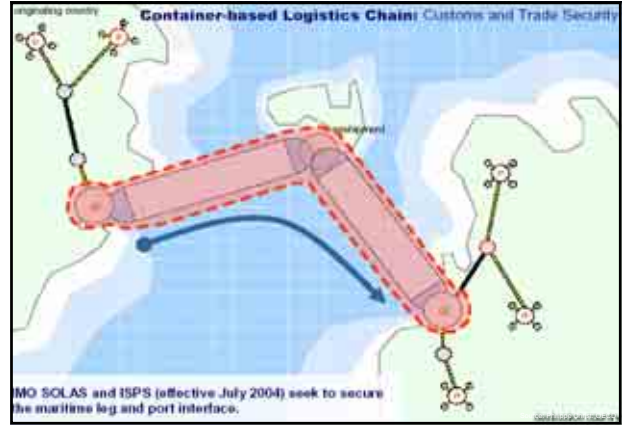 originating country
Container-based Logistics Chain: Customs and Trade Security
IMO SOLAS and ISPS (effective July 2004) seek to secure
the maritime leg and port interface.
destination country